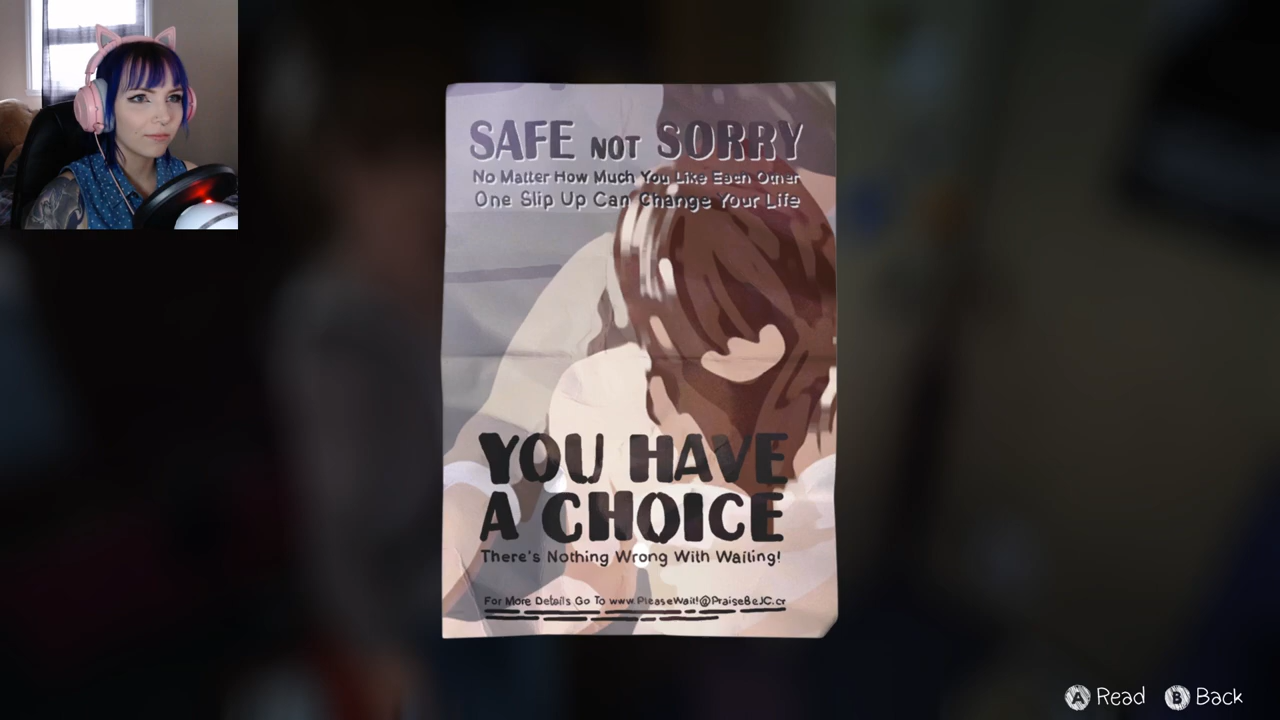 SAFE NOT SORRY
No Matter How Much You Like Each Other
One Slip Up Can Change Your Life
YOU HAVE
A CHOICE
There's Nothing Wrong With Waiting!
For More Details Go To www.PleaseWait!@PraiseBeJC.cr
A Read B Back